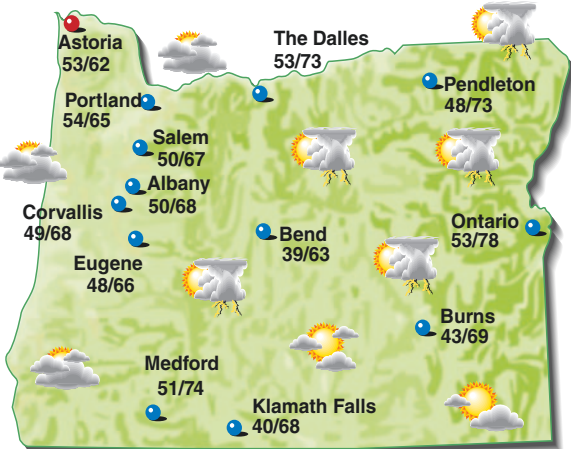 Astoria
53/62
The Dalles
53/73
Pendleton
48/73
Portland
54/65
Salem
50/67
Albany
50/68
Corvallis
49/68
Ontario
53/78
Bend
39/63
Eugene
48/66
Burns
43/69
Medford
51/74
Klamath Falls
40/68